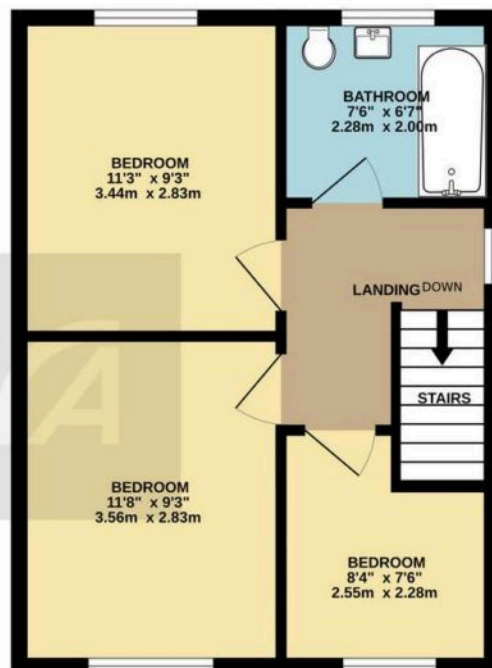 BATHROOM
7'6" x 6'7"
2.28m x 2.00m
BEDROOM
11'3" x 9'3"
3.44m x 2.83m
LANDING
DOWN
STAIRS
BEDROOM
11'8" x 9'3"
3.56m x 2.83m
BEDROOM
8'4" x 7'6"
2.55m x 2.28m